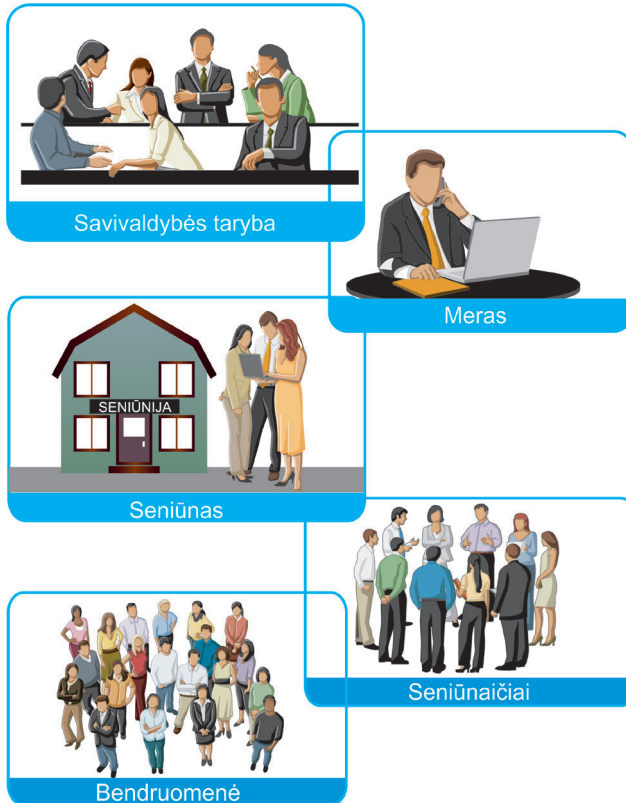 Savivaldybės taryba
Meras
SENIŪNIJA
Seniūnas
Seniūnaičiai
Bendruomenė